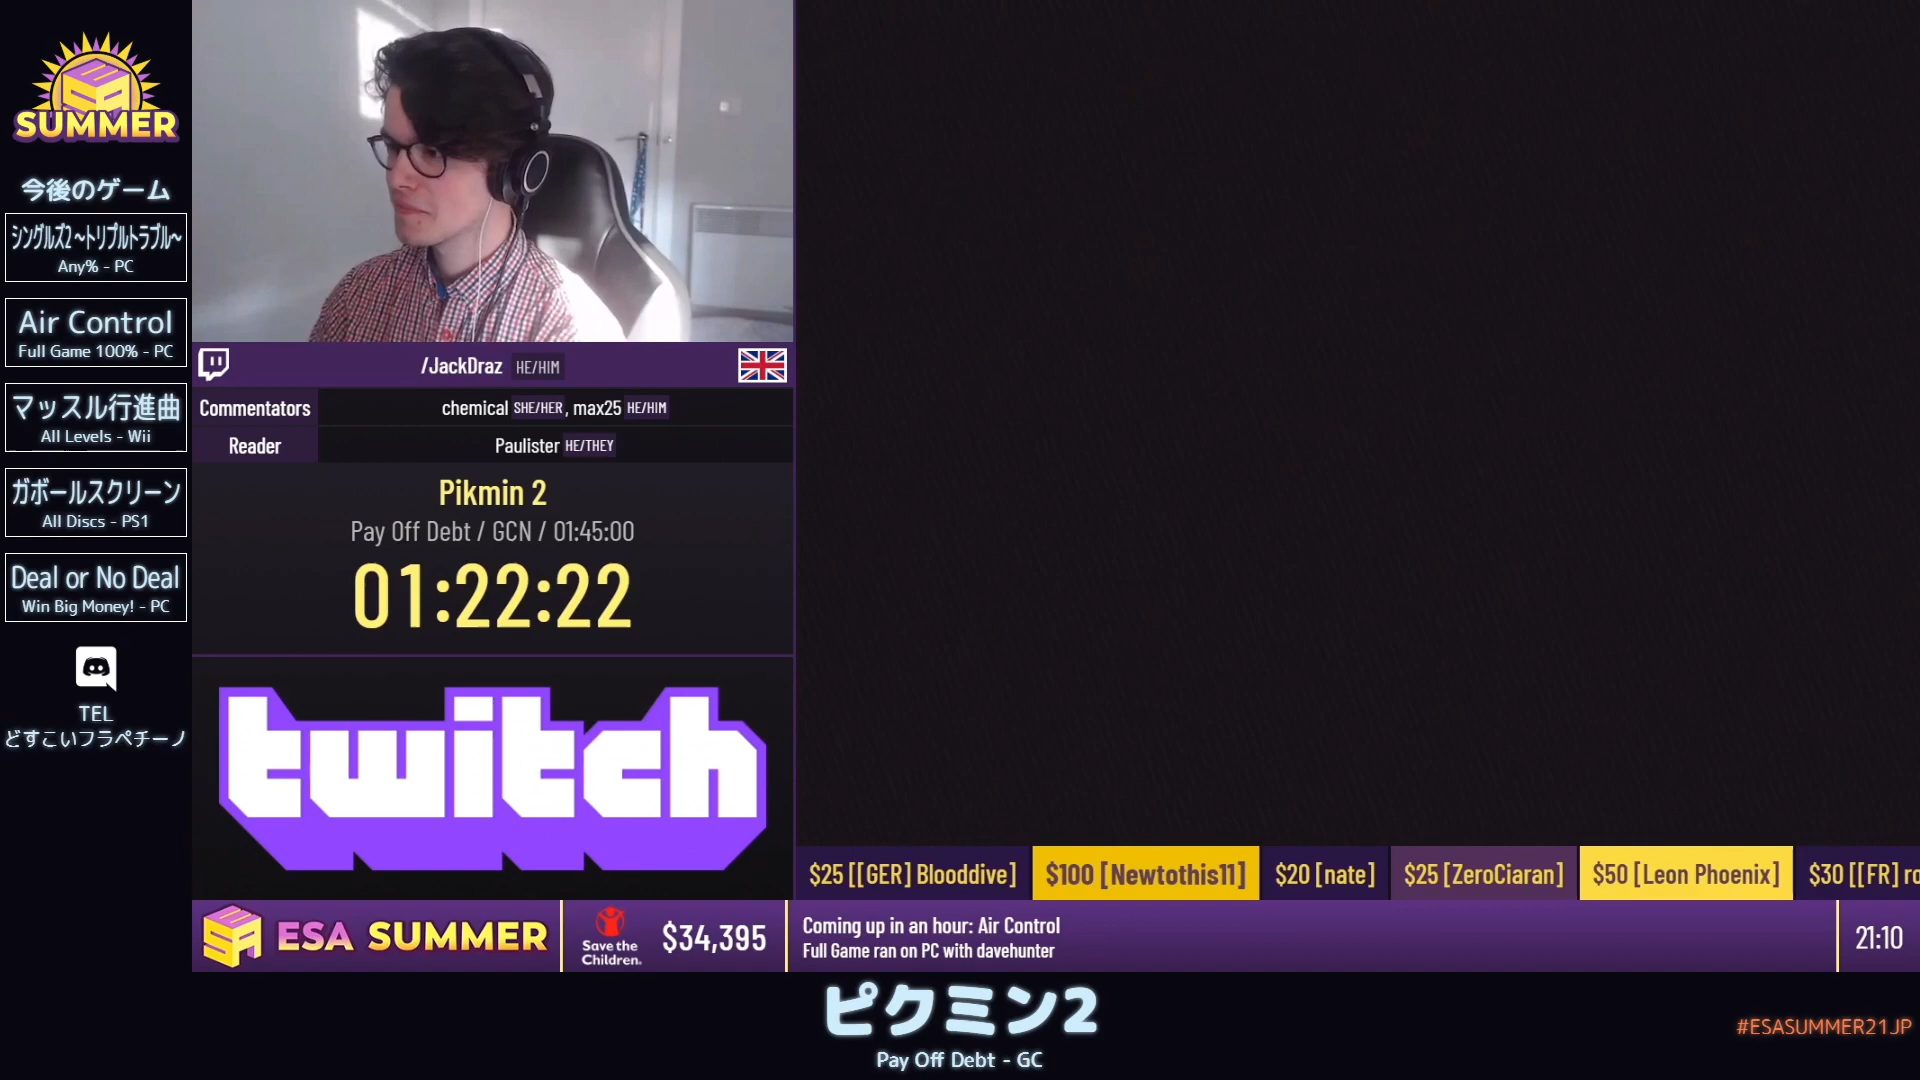 SUMMER
今後のゲーム
シングルズ2～トリプルトラブル～
Any% - PC
Air Control
Full Game 100% - PC
マッスル行進曲
All Levels - Wii
ガボールスクリーン
All Discs - PS1
Deal or No Deal
Win Big Money! - PC
TEL
どすこいフラペチーノ
/JackDraz HE/HIM
Commentators chemical SHE/HER, max25 HE/HIM
Reader Paulister HE/THEY
Pikmin 2
Pay Off Debt / GCN / 01:45:00
01:22:22
twitch
$25 [[GER] Blooddive] $100 [Newtothis11] $20 [nate] $25 [ZeroCiaran] $50 [Leon Phoenix] $30 [[FR] ro
ESA SUMMER
Save the
Children.
$34,395
Coming up in an hour: Air Control
Full Game ran on PC with davehunter
21:10
ピクミン2
Pay Off Debt - GC
#ESASUMMER21JP